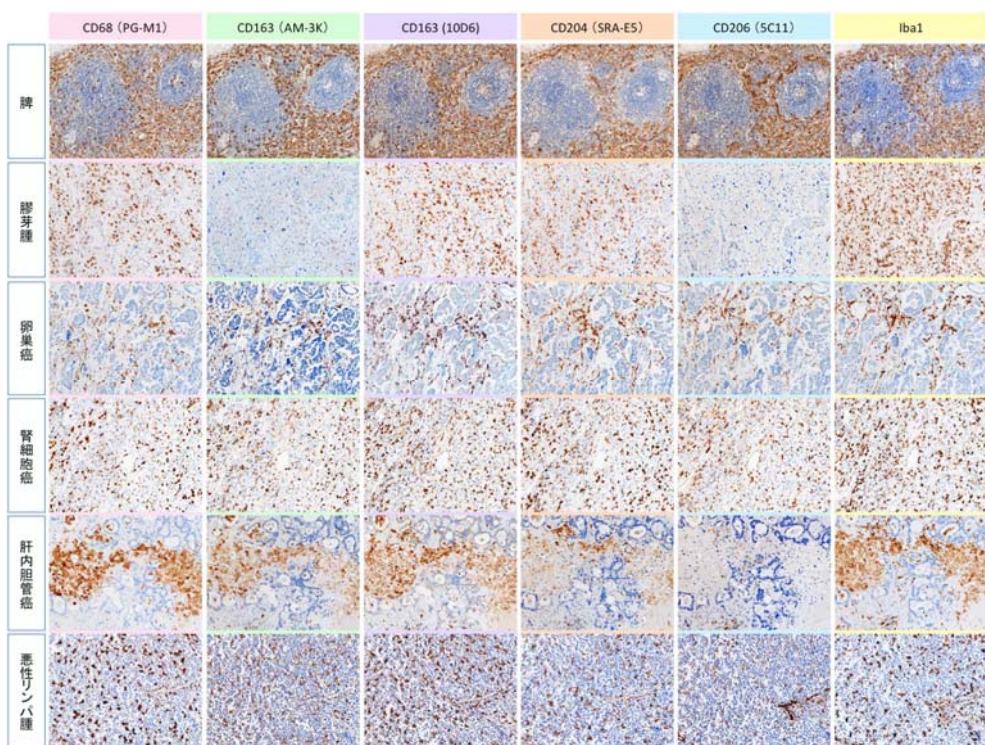 CD68 (PG-M1)
CD163 (AM-3K)
CD163 (10D6)
CD204 (SRA-E5)
CD206 (5C11)
Iba1
脾
膠芽腫
卵巣癌
腎細胞癌
肝内胆管癌
悪性リンパ腫